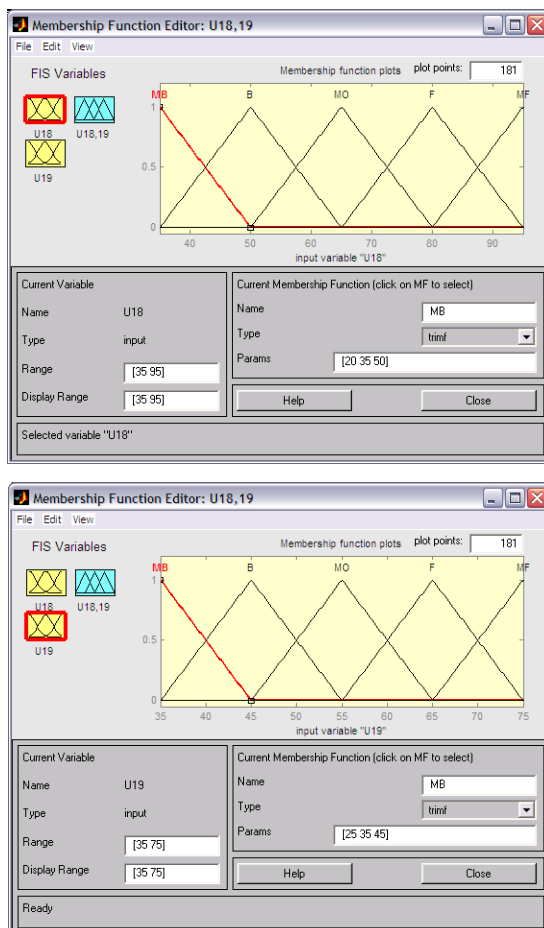 Membership Function Editor: U18,19
File Edit View
FIS Variables
Membership function plots plot points: 181
MB B MO F MF
U18 U18,19
U19
1
0.5
0
40 50 60 70 80 90
input variable "U18"
Current Variable
Name U18
Type input
Range [35 95]
Display Range [35 95]
Current Membership Function (click on MF to select)
Name MB
Type trimf
Params [20 35 50]
Help Close
Selected variable "U18"
Membership Function Editor: U18,19
File Edit View
FIS Variables
Membership function plots plot points: 181
MB B MO F MF
U18 U18,19
U19
1
0.5
0
35 40 45 50 55 60 65 70 75
input variable "U19"
Current Variable
Name U19
Type input
Range [35 75]
Display Range [35 75]
Current Membership Function (click on MF to select)
Name MB
Type trimf
Params [25 35 45]
Help Close
Ready